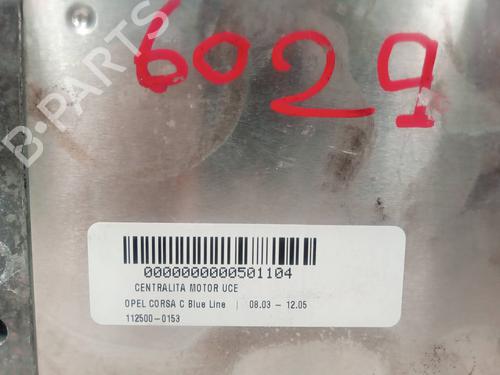 6029
B-PARTS
0000000000501104
CENTRALITA MOTOR UCE
OPEL CORSA C Blue Line | 08.03 - 12.05
112500-0153